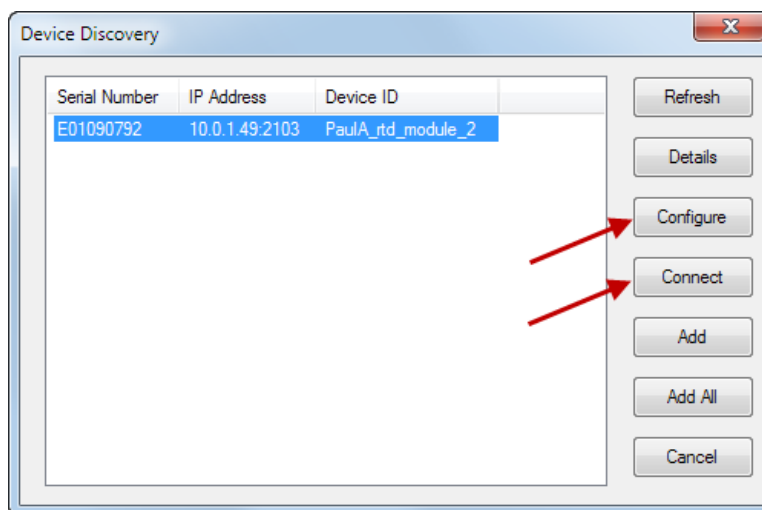 Device Discovery
Serial Number IP Address Device ID
E01090792 10.0.1.49:2103 PaulA_rtd_module_2
Refresh
Details
Configure
Connect
Add
Add All
Cancel